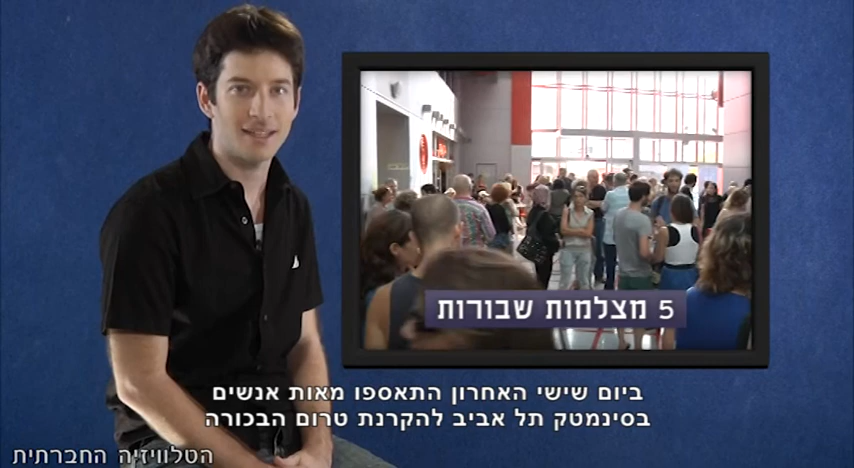 5 מצלמות שבורות
ביום שישי האחרון התאספו מאות אנשים
בסינמטק תל אביב להקרנת טרום הבכורה
הטלוויזיה החברתית